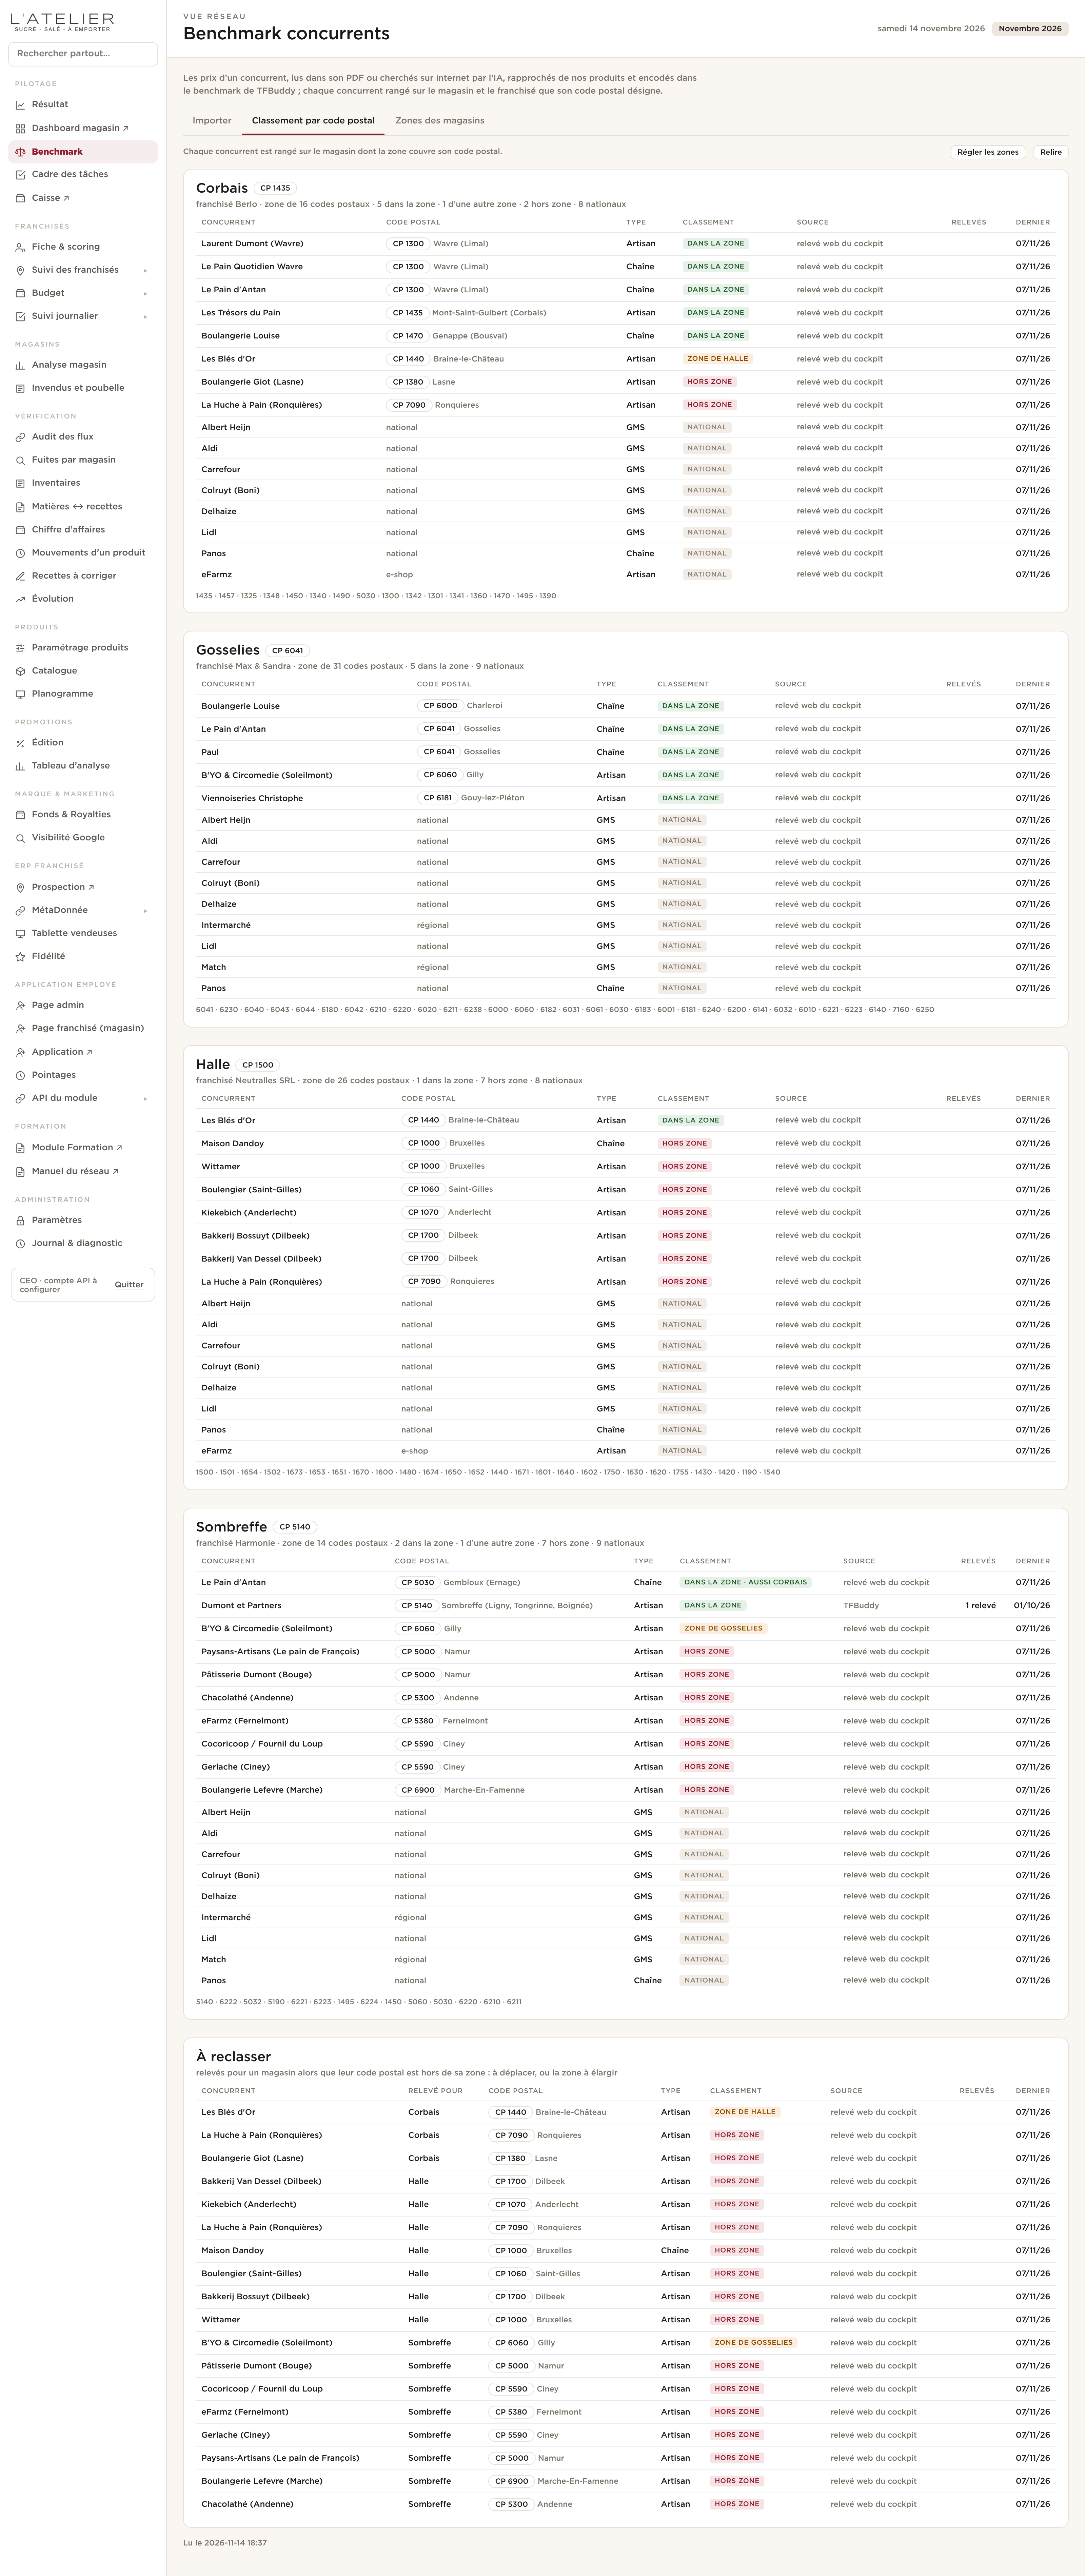 L'ATELIER
SUCRÉ - SALÉ - À EMPORTER
Rechercher partout...
PILOTAGE
Résultat
Dashboard magasin ↗
Benchmark
Cadre des tâches
Caisse ↗
FRANCHISÉS
Fiche & scoring
Suivi des franchisés ▸
Budget ▸
Suivi journalier ▸
MAGASINS
Analyse magasin
Invendus et poubelle
VÉRIFICATION
Audit des flux
Fuites par magasin
Inventaires
Matières ↔ recettes
Chiffre d'affaires
Mouvements d'un produit
Recettes à corriger
Évolution
PRODUITS
Paramétrage produits
Catalogue
Planogramme
PROMOTIONS
Édition
Tableau d'analyse
MARQUE & MARKETING
Fonds & Royalties
Visibilité Google
ERP FRANCHISÉ
Prospection ↗
MétaDonnée ▸
Tablette vendeuses
Fidélité
APPLICATION EMPLOYÉ
Page admin
Page franchisé (magasin)
Application ↗
Pointages
API du module ▸
FORMATION
Module Formation ↗
Manuel du réseau ↗
ADMINISTRATION
Paramètres
Journal & diagnostic
CEO · compte API à configurer Quitter
VUE RÉSEAU
Benchmark concurrents
samedi 14 novembre 2026 Novembre 2026
Les prix d'un concurrent, lus dans son PDF ou cherchés sur internet par l'IA, rapprochés de nos produits et encodés dans
le benchmark de TFBuddy ; chaque concurrent rangé sur le magasin et le franchisé que son code postal désigne.
Importer Classement par code postal Zones des magasins
Chaque concurrent est rangé sur le magasin dont la zone couvre son code postal. Régler les zones Relire
Corbais CP 1435
franchisé Berlo · zone de 16 codes postaux · 5 dans la zone · 1 d'une autre zone · 2 hors zone · 8 nationaux
CONCURRENT CODE POSTAL TYPE CLASSEMENT SOURCE RELEVÉS DERNIER
Laurent Dumont (Wavre) CP 1300 Wavre (Limal) Artisan DANS LA ZONE relevé web du cockpit 07/11/26
Le Pain Quotidien Wavre CP 1300 Wavre (Limal) Chaîne DANS LA ZONE relevé web du cockpit 07/11/26
Le Pain d'Antan CP 1300 Wavre (Limal) Chaîne DANS LA ZONE relevé web du cockpit 07/11/26
Les Trésors du Pain CP 1435 Mont-Saint-Guibert (Corbais) Artisan DANS LA ZONE relevé web du cockpit 07/11/26
Boulangerie Louise CP 1470 Genappe (Bousval) Chaîne DANS LA ZONE relevé web du cockpit 07/11/26
Les Blés d'Or CP 1440 Braine-le-Château Artisan ZONE DE HALLE relevé web du cockpit 07/11/26
Boulangerie Giot (Lasne) CP 1380 Lasne Artisan HORS ZONE relevé web du cockpit 07/11/26
La Huche à Pain (Ronquières) CP 7090 Ronquieres Artisan HORS ZONE relevé web du cockpit 07/11/26
Albert Heijn national GMS NATIONAL relevé web du cockpit 07/11/26
Aldi national GMS NATIONAL relevé web du cockpit 07/11/26
Carrefour national GMS NATIONAL relevé web du cockpit 07/11/26
Colruyt (Boni) national GMS NATIONAL relevé web du cockpit 07/11/26
Delhaize national GMS NATIONAL relevé web du cockpit 07/11/26
Lidl national GMS NATIONAL relevé web du cockpit 07/11/26
Panos national Chaîne NATIONAL relevé web du cockpit 07/11/26
eFarmz e-shop Artisan NATIONAL relevé web du cockpit 07/11/26
1435 · 1457 · 1325 · 1348 · 1450 · 1340 · 1490 · 5030 · 1300 · 1342 · 1301 · 1341 · 1360 · 1470 · 1495 · 1390
Gosselies CP 6041
franchisé Max & Sandra · zone de 31 codes postaux · 5 dans la zone · 9 nationaux
CONCURRENT CODE POSTAL TYPE CLASSEMENT SOURCE RELEVÉS DERNIER
Boulangerie Louise CP 6000 Charleroi Chaîne DANS LA ZONE relevé web du cockpit 07/11/26
Le Pain d'Antan CP 6041 Gosselies Chaîne DANS LA ZONE relevé web du cockpit 07/11/26
Paul CP 6041 Gosselies Chaîne DANS LA ZONE relevé web du cockpit 07/11/26
B'YO & Circomedie (Soleilmont) CP 6060 Gilly Artisan DANS LA ZONE relevé web du cockpit 07/11/26
Viennoiseries Christophe CP 6181 Gouy-lez-Piéton Artisan DANS LA ZONE relevé web du cockpit 07/11/26
Albert Heijn national GMS NATIONAL relevé web du cockpit 07/11/26
Aldi national GMS NATIONAL relevé web du cockpit 07/11/26
Carrefour national GMS NATIONAL relevé web du cockpit 07/11/26
Colruyt (Boni) national GMS NATIONAL relevé web du cockpit 07/11/26
Delhaize national GMS NATIONAL relevé web du cockpit 07/11/26
Intermarché régional GMS NATIONAL relevé web du cockpit 07/11/26
Lidl national GMS NATIONAL relevé web du cockpit 07/11/26
Match régional GMS NATIONAL relevé web du cockpit 07/11/26
Panos national Chaîne NATIONAL relevé web du cockpit 07/11/26
6041 · 6230 · 6040 · 6043 · 6044 · 6180 · 6042 · 6210 · 6220 · 6020 · 6211 · 6238 · 6000 · 6060 · 6182 · 6031 · 6061 · 6030 · 6183 · 6001 · 6181 · 6240 · 6200 · 6141 · 6032 · 6010 · 6221 · 6223 · 6140 · 7160 · 6250
Halle CP 1500
franchisé Neutralles SRL · zone de 26 codes postaux · 1 dans la zone · 7 hors zone · 8 nationaux
CONCURRENT CODE POSTAL TYPE CLASSEMENT SOURCE RELEVÉS DERNIER
Les Blés d'Or CP 1440 Braine-le-Château Artisan DANS LA ZONE relevé web du cockpit 07/11/26
Maison Dandoy CP 1000 Bruxelles Chaîne HORS ZONE relevé web du cockpit 07/11/26
Wittamer CP 1000 Bruxelles Artisan HORS ZONE relevé web du cockpit 07/11/26
Boulengier (Saint-Gilles) CP 1060 Saint-Gilles Artisan HORS ZONE relevé web du cockpit 07/11/26
Kiekebich (Anderlecht) CP 1070 Anderlecht Artisan HORS ZONE relevé web du cockpit 07/11/26
Bakkerij Bossuyt (Dilbeek) CP 1700 Dilbeek Artisan HORS ZONE relevé web du cockpit 07/11/26
Bakkerij Van Dessel (Dilbeek) CP 1700 Dilbeek Artisan HORS ZONE relevé web du cockpit 07/11/26
La Huche à Pain (Ronquières) CP 7090 Ronquieres Artisan HORS ZONE relevé web du cockpit 07/11/26
Albert Heijn national GMS NATIONAL relevé web du cockpit 07/11/26
Aldi national GMS NATIONAL relevé web du cockpit 07/11/26
Carrefour national GMS NATIONAL relevé web du cockpit 07/11/26
Colruyt (Boni) national GMS NATIONAL relevé web du cockpit 07/11/26
Delhaize national GMS NATIONAL relevé web du cockpit 07/11/26
Lidl national GMS NATIONAL relevé web du cockpit 07/11/26
Panos national Chaîne NATIONAL relevé web du cockpit 07/11/26
eFarmz e-shop Artisan NATIONAL relevé web du cockpit 07/11/26
1500 · 1501 · 1654 · 1502 · 1673 · 1653 · 1651 · 1670 · 1600 · 1480 · 1674 · 1650 · 1652 · 1440 · 1671 · 1601 · 1640 · 1602 · 1750 · 1630 · 1620 · 1755 · 1430 · 1420 · 1190 · 1540
Sombreffe CP 5140
franchisé Harmonie · zone de 14 codes postaux · 2 dans la zone · 1 d'une autre zone · 7 hors zone · 9 nationaux
CONCURRENT CODE POSTAL TYPE CLASSEMENT SOURCE RELEVÉS DERNIER
Le Pain d'Antan CP 5030 Gembloux (Ernage) Chaîne DANS LA ZONE · AUSSI CORBAIS relevé web du cockpit 07/11/26
Dumont et Partners CP 5140 Sombreffe (Ligny, Tongrinne, Boignée) Artisan DANS LA ZONE TFBuddy 1 relevé 01/10/26
B'YO & Circomedie (Soleilmont) CP 6060 Gilly Artisan ZONE DE GOSSELIES relevé web du cockpit 07/11/26
Paysans-Artisans (Le pain de François) CP 5000 Namur Artisan HORS ZONE relevé web du cockpit 07/11/26
Pâtisserie Dumont (Bouge) CP 5000 Namur Artisan HORS ZONE relevé web du cockpit 07/11/26
Chacolathé (Andenne) CP 5300 Andenne Artisan HORS ZONE relevé web du cockpit 07/11/26
eFarmz (Fernelmont) CP 5380 Fernelmont Artisan HORS ZONE relevé web du cockpit 07/11/26
Cocoricoop / Fournil du Loup CP 5590 Ciney Artisan HORS ZONE relevé web du cockpit 07/11/26
Gerlache (Ciney) CP 5590 Ciney Artisan HORS ZONE relevé web du cockpit 07/11/26
Boulangerie Lefevre (Marche) CP 6900 Marche-En-Famenne Artisan HORS ZONE relevé web du cockpit 07/11/26
Albert Heijn national GMS NATIONAL relevé web du cockpit 07/11/26
Aldi national GMS NATIONAL relevé web du cockpit 07/11/26
Carrefour national GMS NATIONAL relevé web du cockpit 07/11/26
Colruyt (Boni) national GMS NATIONAL relevé web du cockpit 07/11/26
Delhaize national GMS NATIONAL relevé web du cockpit 07/11/26
Intermarché régional GMS NATIONAL relevé web du cockpit 07/11/26
Lidl national GMS NATIONAL relevé web du cockpit 07/11/26
Match régional GMS NATIONAL relevé web du cockpit 07/11/26
Panos national Chaîne NATIONAL relevé web du cockpit 07/11/26
5140 · 6222 · 5032 · 5190 · 6221 · 6223 · 1495 · 6224 · 1450 · 5060 · 5030 · 6220 · 6210 · 6211
À reclasser
relevés pour un magasin alors que leur code postal est hors de sa zone : à déplacer, ou la zone à élargir
CONCURRENT RELEVÉ POUR CODE POSTAL TYPE CLASSEMENT SOURCE RELEVÉS DERNIER
Les Blés d'Or Corbais CP 1440 Braine-le-Château Artisan ZONE DE HALLE relevé web du cockpit 07/11/26
La Huche à Pain (Ronquières) Corbais CP 7090 Ronquieres Artisan HORS ZONE relevé web du cockpit 07/11/26
Boulangerie Giot (Lasne) Corbais CP 1380 Lasne Artisan HORS ZONE relevé web du cockpit 07/11/26
Bakkerij Van Dessel (Dilbeek) Halle CP 1700 Dilbeek Artisan HORS ZONE relevé web du cockpit 07/11/26
Kiekebich (Anderlecht) Halle CP 1070 Anderlecht Artisan HORS ZONE relevé web du cockpit 07/11/26
La Huche à Pain (Ronquières) Halle CP 7090 Ronquieres Artisan HORS ZONE relevé web du cockpit 07/11/26
Maison Dandoy Halle CP 1000 Bruxelles Chaîne HORS ZONE relevé web du cockpit 07/11/26
Boulengier (Saint-Gilles) Halle CP 1060 Saint-Gilles Artisan HORS ZONE relevé web du cockpit 07/11/26
Bakkerij Bossuyt (Dilbeek) Halle CP 1700 Dilbeek Artisan HORS ZONE relevé web du cockpit 07/11/26
Wittamer Halle CP 1000 Bruxelles Artisan HORS ZONE relevé web du cockpit 07/11/26
B'YO & Circomedie (Soleilmont) Sombreffe CP 6060 Gilly Artisan ZONE DE GOSSELIES relevé web du cockpit 07/11/26
Pâtisserie Dumont (Bouge) Sombreffe CP 5000 Namur Artisan HORS ZONE relevé web du cockpit 07/11/26
Cocoricoop / Fournil du Loup Sombreffe CP 5590 Ciney Artisan HORS ZONE relevé web du cockpit 07/11/26
eFarmz (Fernelmont) Sombreffe CP 5380 Fernelmont Artisan HORS ZONE relevé web du cockpit 07/11/26
Gerlache (Ciney) Sombreffe CP 5590 Ciney Artisan HORS ZONE relevé web du cockpit 07/11/26
Paysans-Artisans (Le pain de François) Sombreffe CP 5000 Namur Artisan HORS ZONE relevé web du cockpit 07/11/26
Boulangerie Lefevre (Marche) Sombreffe CP 6900 Marche-En-Famenne Artisan HORS ZONE relevé web du cockpit 07/11/26
Chacolathé (Andenne) Sombreffe CP 5300 Andenne Artisan HORS ZONE relevé web du cockpit 07/11/26
Lu le 2026-11-14 18:37